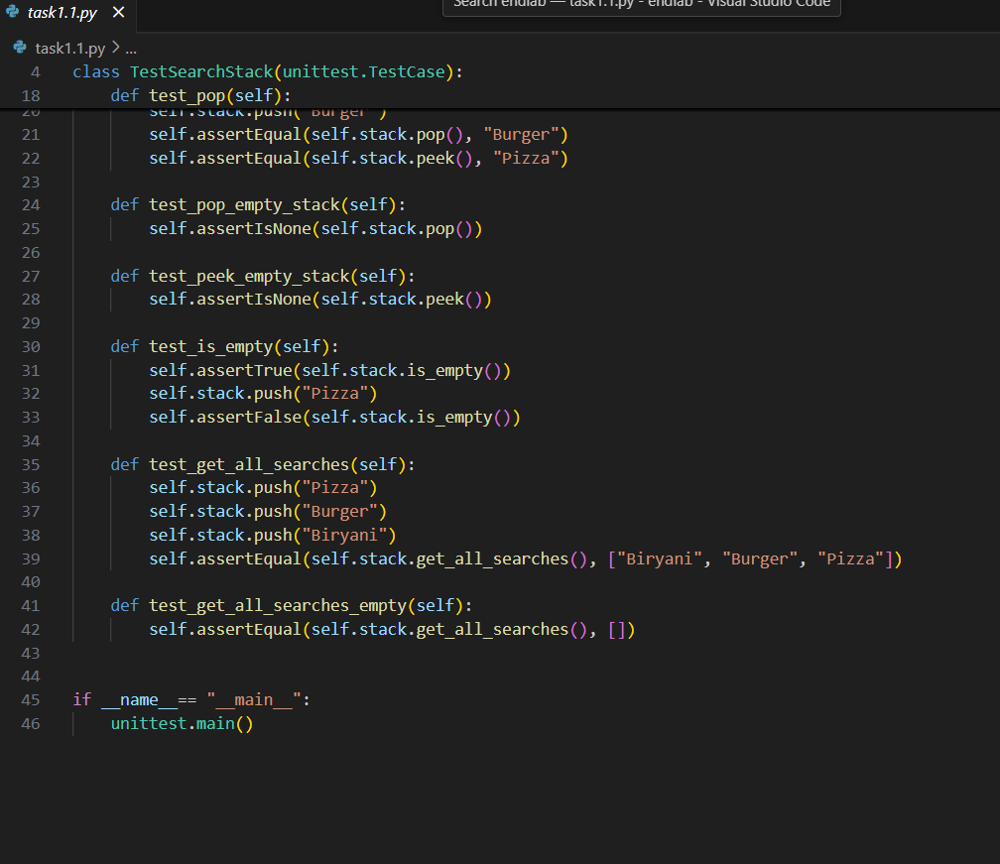 Search endlab — task1.1.py - endlab - Visual Studio Code
task1.1.py
task1.1.py > ...
4 class TestSearchStack(unittest.TestCase):
18 def test_pop(self):
20 self.stack.push("Burger")
21 self.assertEqual(self.stack.pop(), "Burger")
22 self.assertEqual(self.stack.peek(), "Pizza")
23
24 def test_pop_empty_stack(self):
25 self.assertIsNone(self.stack.pop())
26
27 def test_peek_empty_stack(self):
28 self.assertIsNone(self.stack.peek())
29
30 def test_is_empty(self):
31 self.assertTrue(self.stack.is_empty())
32 self.stack.push("Pizza")
33 self.assertFalse(self.stack.is_empty())
34
35 def test_get_all_searches(self):
36 self.stack.push("Pizza")
37 self.stack.push("Burger")
38 self.stack.push("Biryani")
39 self.assertEqual(self.stack.get_all_searches(), ["Biryani", "Burger", "Pizza"])
40
41 def test_get_all_searches_empty(self):
42 self.assertEqual(self.stack.get_all_searches(), [])
43
44
45 if __name__== "__main__":
46 unittest.main()